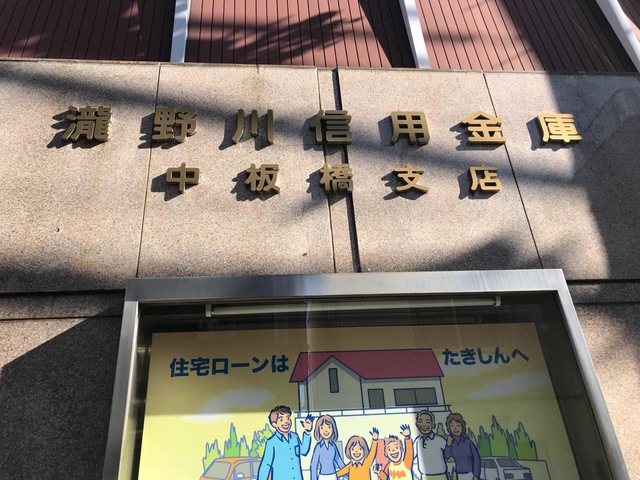 瀧野川信用金庫
中板橋支店
住宅ローンは
たきしんへ